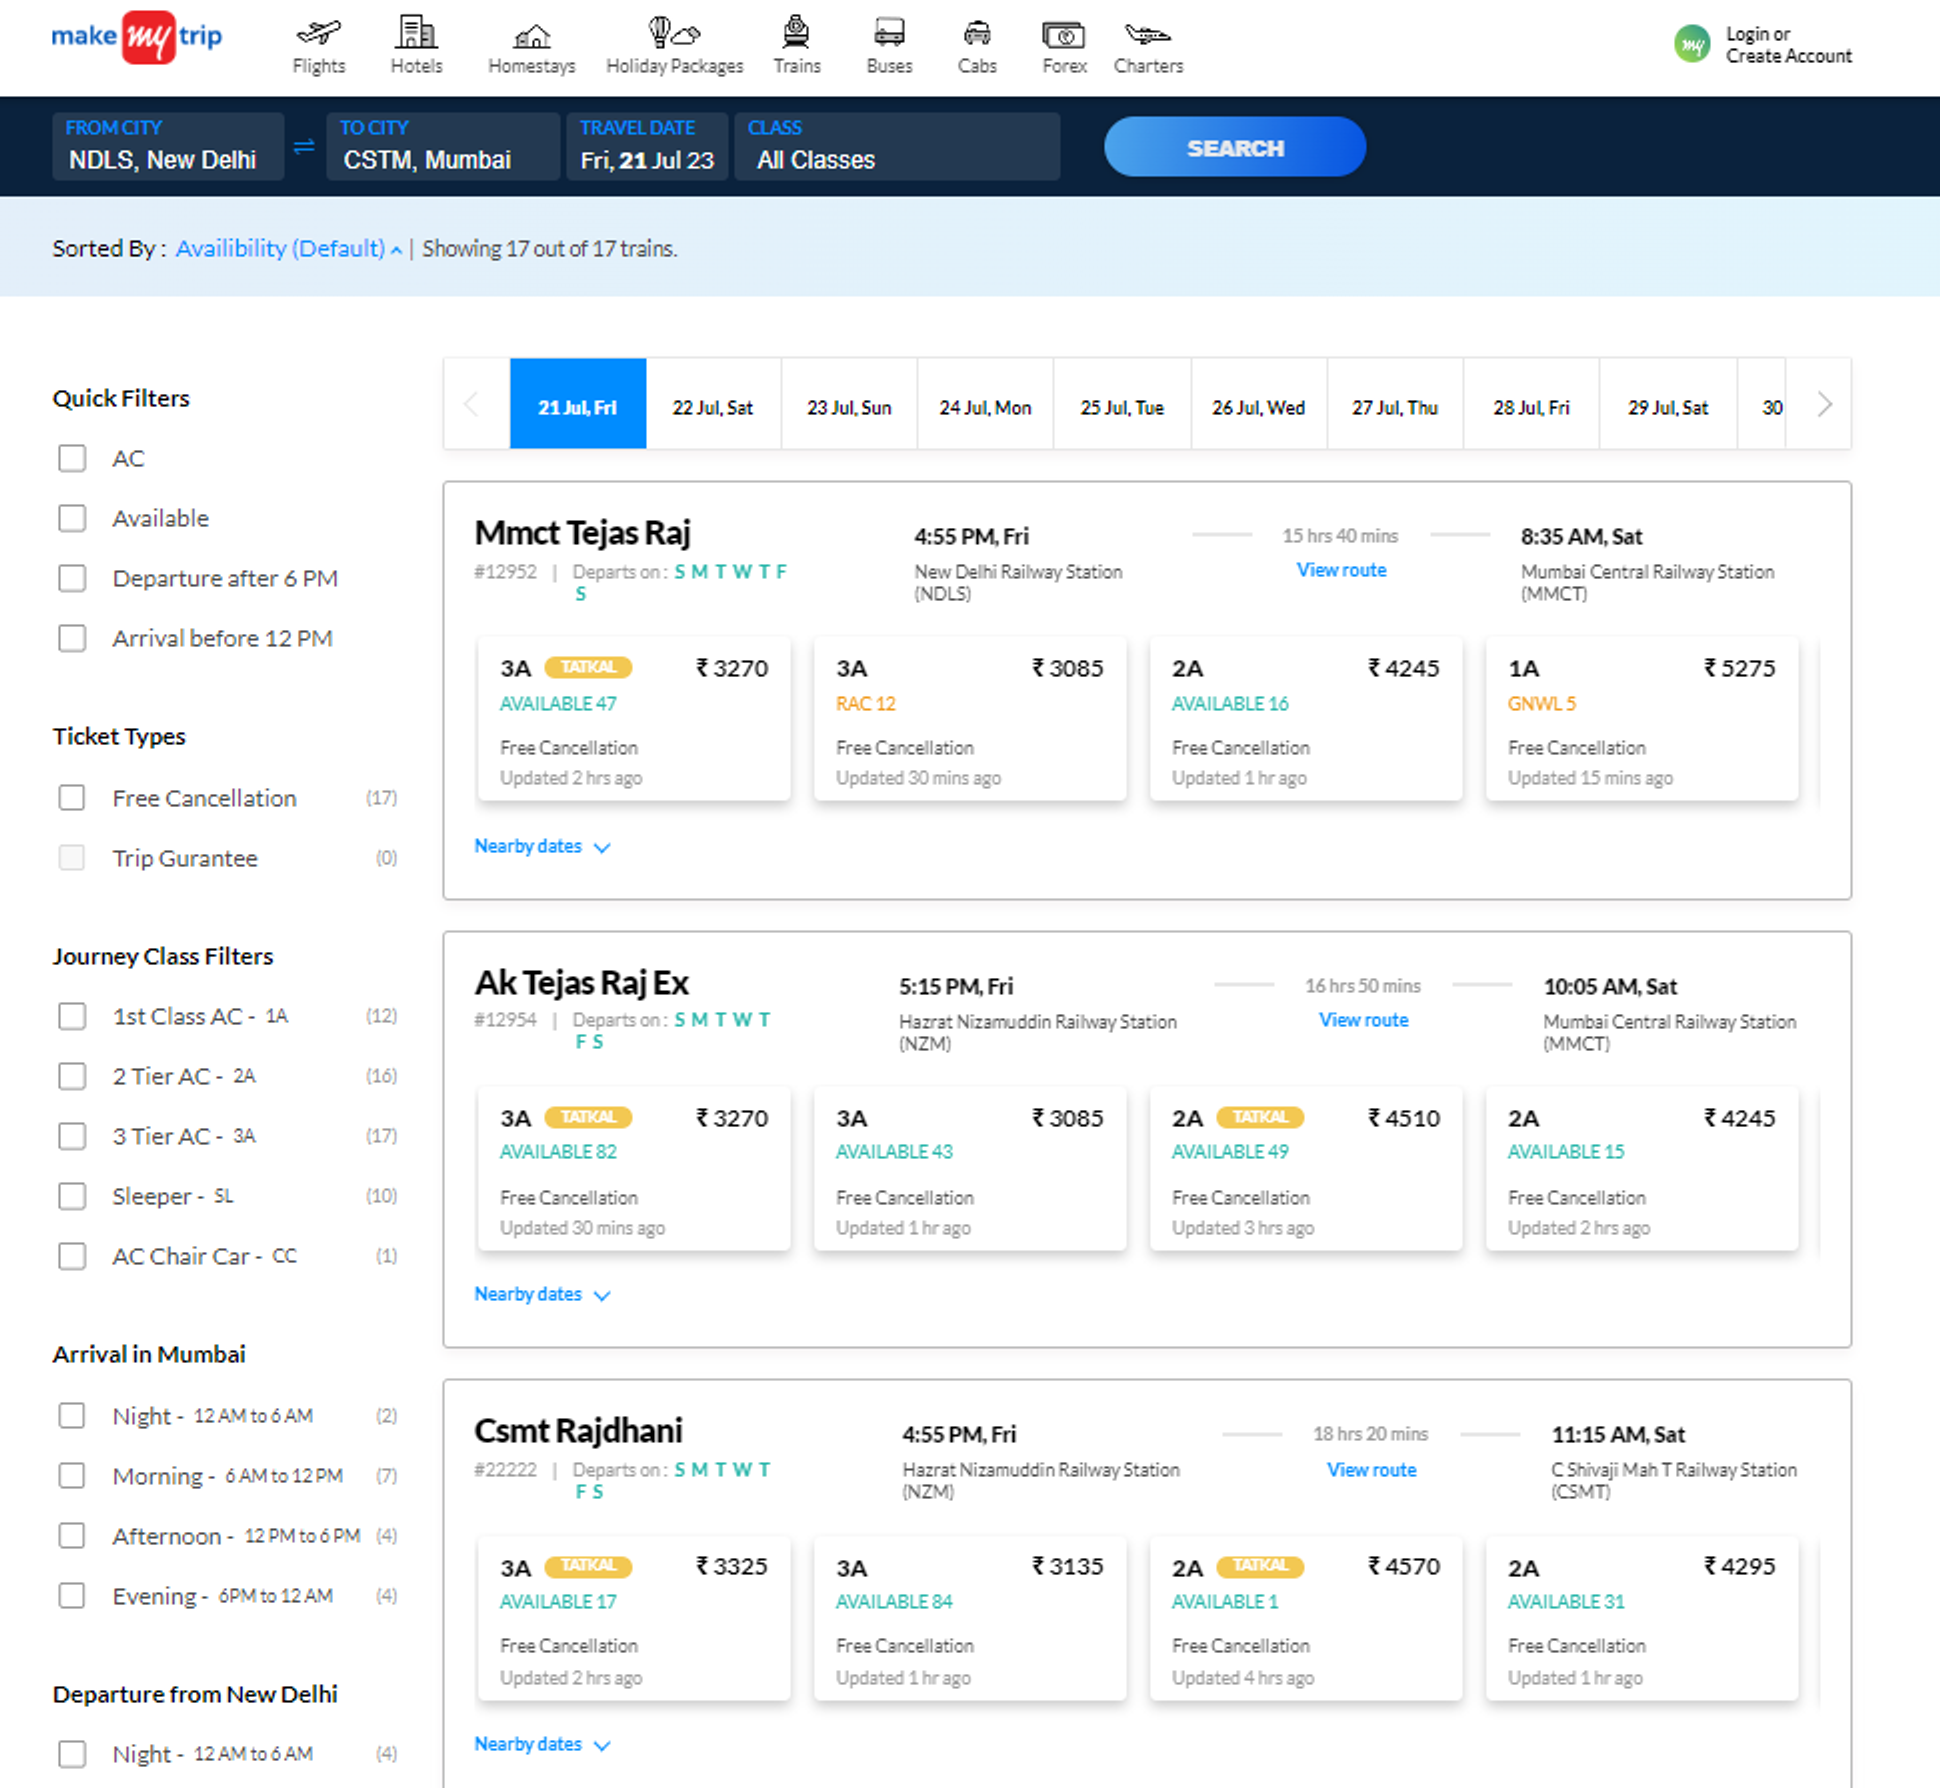 make my trip
Flights
Hotels
Homestays
Holiday Packages
Trains
Buses
Cabs
Forex
Charters
my
Login or
Create Account
FROM CITY
NDLS, New Delhi
TO CITY
CSTM, Mumbai
TRAVEL DATE
Fri, 21 Jul 23
CLASS
All Classes
SEARCH
Sorted By : Availibility (Default) | Showing 17 out of 17 trains.
Quick Filters
AC
Available
Departure after 6 PM
Arrival before 12 PM
Ticket Types
Free Cancellation (17)
Trip Gurantee (0)
Journey Class Filters
1st Class AC - 1A (12)
2 Tier AC - 2A (16)
3 Tier AC - 3A (17)
Sleeper - SL (10)
AC Chair Car - CC (1)
Arrival in Mumbai
Night - 12 AM to 6 AM (2)
Morning - 6 AM to 12 PM (7)
Afternoon - 12 PM to 6 PM (4)
Evening - 6PM to 12 AM (4)
Departure from New Delhi
Night - 12 AM to 6 AM (4)
21 Jul, Fri
22 Jul, Sat
23 Jul, Sun
24 Jul, Mon
25 Jul, Tue
26 Jul, Wed
27 Jul, Thu
28 Jul, Fri
29 Jul, Sat
30
Mmct Tejas Raj
#12952 | Departs on : S M T W T F
S
4:55 PM, Fri
New Delhi Railway Station
(NDLS)
15 hrs 40 mins
View route
8:35 AM, Sat
Mumbai Central Railway Station
(MMCT)
3A TATKAL ₹ 3270
AVAILABLE 47
Free Cancellation
Updated 2 hrs ago
3A ₹ 3085
RAC 12
Free Cancellation
Updated 30 mins ago
2A ₹ 4245
AVAILABLE 16
Free Cancellation
Updated 1 hr ago
1A ₹ 5275
GNWL 5
Free Cancellation
Updated 15 mins ago
Nearby dates
Ak Tejas Raj Ex
#12954 | Departs on : S M T W T
F S
5:15 PM, Fri
Hazrat Nizamuddin Railway Station
(NZM)
16 hrs 50 mins
View route
10:05 AM, Sat
Mumbai Central Railway Station
(MMCT)
3A TATKAL ₹ 3270
AVAILABLE 82
Free Cancellation
Updated 30 mins ago
3A ₹ 3085
AVAILABLE 43
Free Cancellation
Updated 1 hr ago
2A TATKAL ₹ 4510
AVAILABLE 49
Free Cancellation
Updated 3 hrs ago
2A ₹ 4245
AVAILABLE 15
Free Cancellation
Updated 2 hrs ago
Nearby dates
Csmt Rajdhani
#22222 | Departs on : S M T W T
F S
4:55 PM, Fri
Hazrat Nizamuddin Railway Station
(NZM)
18 hrs 20 mins
View route
11:15 AM, Sat
C Shivaji Mah T Railway Station
(CSMT)
3A TATKAL ₹ 3325
AVAILABLE 17
Free Cancellation
Updated 2 hrs ago
3A ₹ 3135
AVAILABLE 84
Free Cancellation
Updated 1 hr ago
2A TATKAL ₹ 4570
AVAILABLE 1
Free Cancellation
Updated 4 hrs ago
2A ₹ 4295
AVAILABLE 31
Free Cancellation
Updated 1 hr ago
Nearby dates